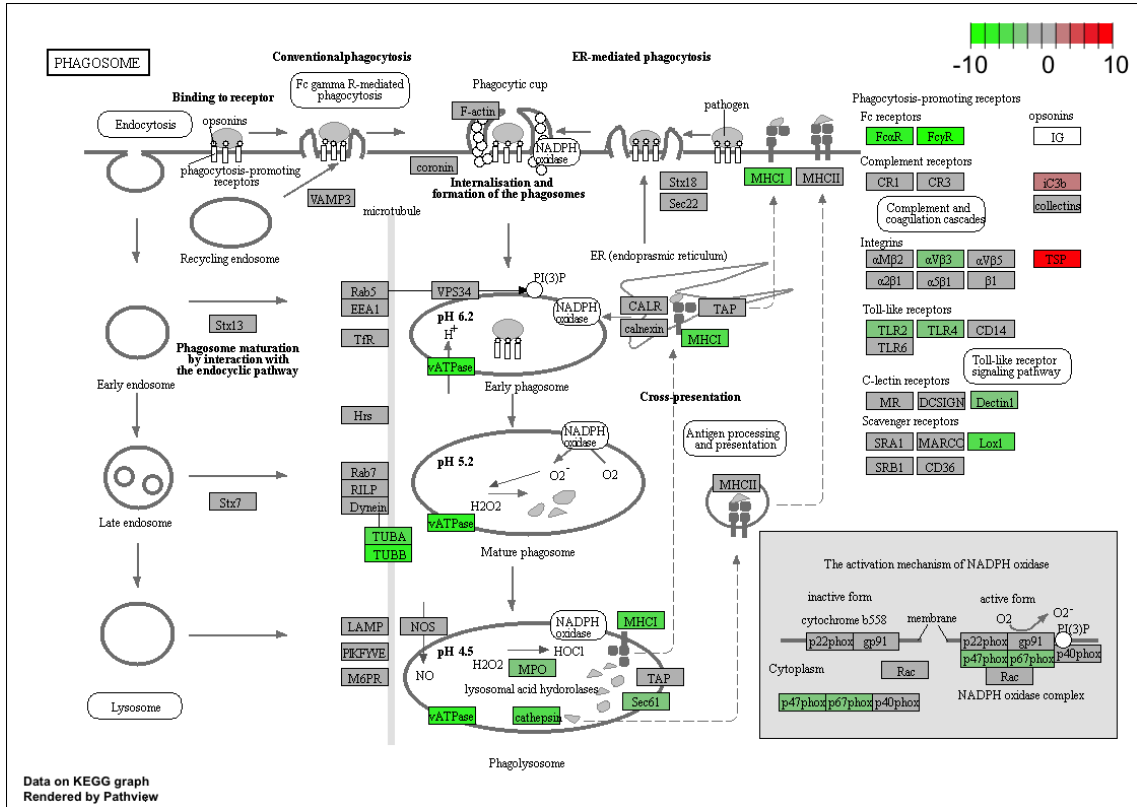 PHAGOSOME
-10 0 10
Conventionalphagocytosis
ER-mediated phagocytosis
Fc gamma R-mediated
phagocytosis
Phagocytic cup
Binding to receptor
Endocytosis
opsonins
F-actin
pathogen
NADPH
oxidase
phagocytosis-promoting
receptors
coronin
Internalisation and
formation of the phagosomes
VAMP3
Stx18
Sec22
MHCI
MHCII
microtubule
Recycling endosome
ER (endoprasmic reticulum)
Phagocytosis-promoting receptors
Fc receptors
opsonins
FcαR
FcγR
IG
Complement receptors
CR1
CR3
iC3b
collectins
Complement and
coagulation cascades
Integrins
αMβ2
αVβ3
αVβ5
TSP
α2β1
α5β1
β1
Toll-like receptors
TLR2
TLR4
CD14
TLR6
Toll-like receptor
signaling pathway
C-lectin receptors
MR
DCSIGN
Dectin1
Scavenger receptors
SRA1
MARCO
Lox1
SRB1
CD36
Rab5
EEA1
VPS34
PI(3)P
NADPH
oxidase
CALR
calnexin
TAP
MHCI
Stx13
TfR
pH 6.2
H+
vATPase
Phagosome maturation
by interaction with
the endocyclic pathway
Early endosome
Early phagosome
Cross-presentation
Hrs
NADPH
oxidase
Antigen processing
and presentation
pH 5.2
O2-
O2
H2O2
Rab7
RILP
Dynein
Stx7
Late endosome
MHCII
vATPase
TUBA
TUBB
Mature phagosome
LAMP
NOS
NADPH
oxidase
MHCI
PIKFYVE
pH 4.5
HOCl
H2O2
MPO
M6PR
NO
lysosomal acid hydorolases
TAP
Sec61
Lysosome
vATPase
cathepsin
Phagolysosome
The activation mechanism of NADPH oxidase
inactive form
active form
cytochrome b558
membrane
O2
O2-
PI(3)P
p22phox
gp91
p22phox
gp91
p47phox
p67phox
p40phox
Cytoplasm
Rac
Rac
NADPH oxidase complex
p47phox
p67phox
p40phox
Data on KEGG graph
Rendered by Pathview